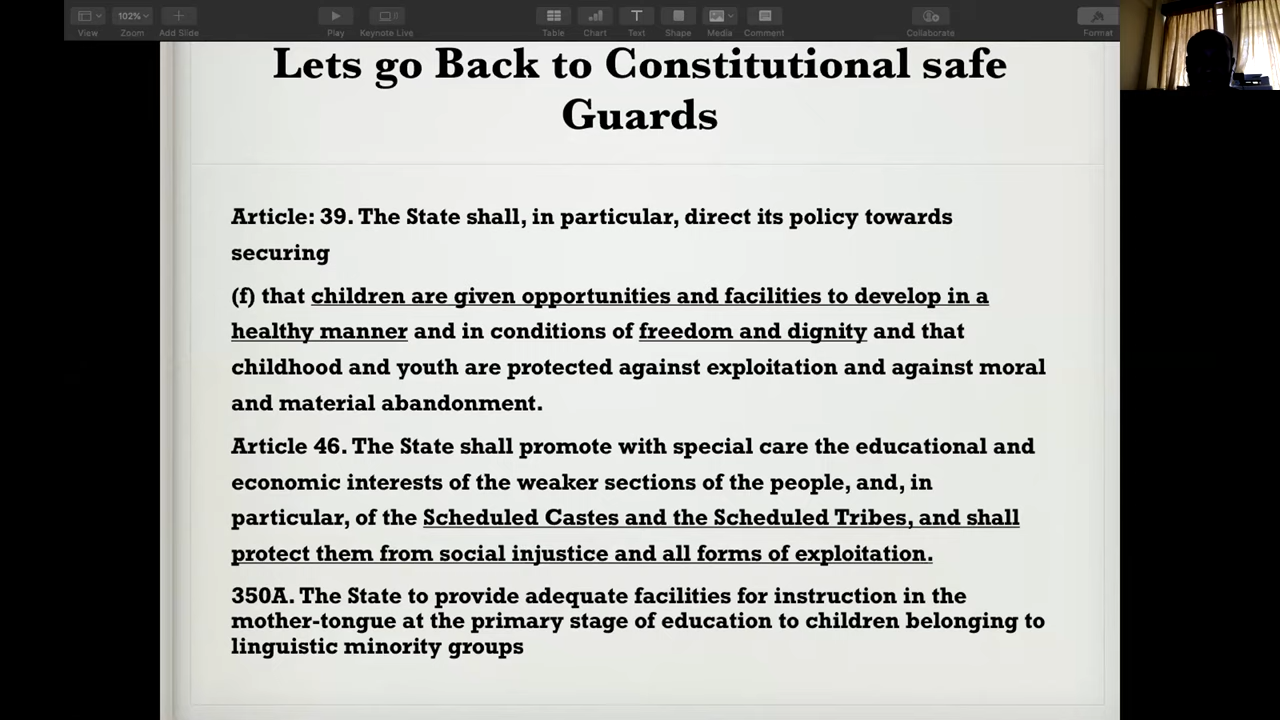 View
102%
Zoom
Add Slide
Play
Keynote Live
Table
Chart
Text
Shape
Media
Comment
Collaborate
Format
Lets go Back to Constitutional safe
Guards
Article: 39. The State shall, in particular, direct its policy towards
securing
(f) that children are given opportunities and facilities to develop in a
healthy manner and in conditions of freedom and dignity and that
childhood and youth are protected against exploitation and against moral
and material abandonment.
Article 46. The State shall promote with special care the educational and
economic interests of the weaker sections of the people, and, in
particular, of the Scheduled Castes and the Scheduled Tribes, and shall
protect them from social injustice and all forms of exploitation.
350A. The State to provide adequate facilities for instruction in the
mother-tongue at the primary stage of education to children belonging to
linguistic minority groups